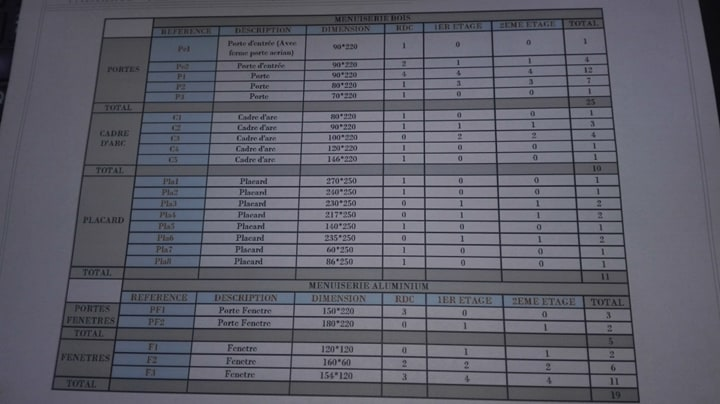 MENUISERIE BOIS
REFERENCE DESCRIPTION DIMENSION RDC 1ER ETAGE 2EME ETAGE TOTAL
PORTES
Pe1 Porte d'entrée (Avec ferme porte aerian) 90*220 1 0 0 1
Pe2 Porte d'entrée 90*220 2 1 1 4
P1 Porte 90*220 4 4 4 12
P2 Porte 80*220 1 3 3 7
Porte 70*220 1 0 0 1
TOTAL 25
CADRE D'ARC
C1 Cadre d'arc 80*220 1 0 0 1
C2 Cadre d'arc 90*220 1 1 1 3
C3 Cadre d'arc 100*220 0 2 2 4
C4 Cadre d'arc 120*220 1 0 0 1
C5 Cadre d'arc 146*220 1 0 0 1
TOTAL 10
PLACARD
Pla1 Placard 270*250 1 0 0 1
Pla2 Placard 240*250 1 0 0 1
Pla3 Placard 230*250 0 1 1 2
Pla4 Placard 217*250 0 1 1 2
Pla5 Placard 140*250 1 0 0 1
Pla6 Placard 235*250 0 1 1 2
Pla7 Placard 60*250 1 0 0 1
Pla8 Placard 86*250 1 0 0 1
TOTAL 11
MENUISERIE ALUMINIUM
REFERENCE DESCRIPTION DIMENSION RDC 1ER ETAGE 2EME ETAGE TOTAL
PORTES FENETRES
PF1 Porte Fenetre 150*220 3 0 0 3
PF2 Porte Fenetre 180*220 0 1 1 2
TOTAL 5
FENETRES
F1 Fenetre 120*120 0 1 1 2
F2 Fenetre 160*60 2 2 2 6
F3 Fenetre 154*120 3 4 4 11
TOTAL 19